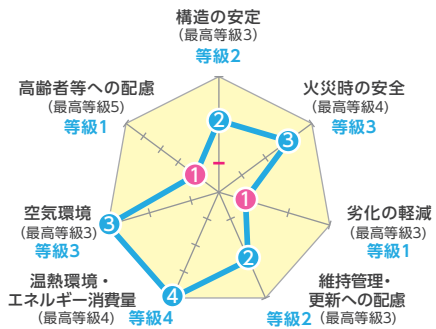 構造の安定
(最高等級3)
等級2
高齢者等への配慮
(最高等級5)
等級1
火災時の安全
(最高等級4)
等級3
2
3
1
1
3
2
4
空気環境
(最高等級3)
等級3
劣化の軽減
(最高等級3)
等級1
温熱環境・
エネルギー消費量
(最高等級4) 等級4
維持管理・
更新への配慮
等級2 (最高等級3)